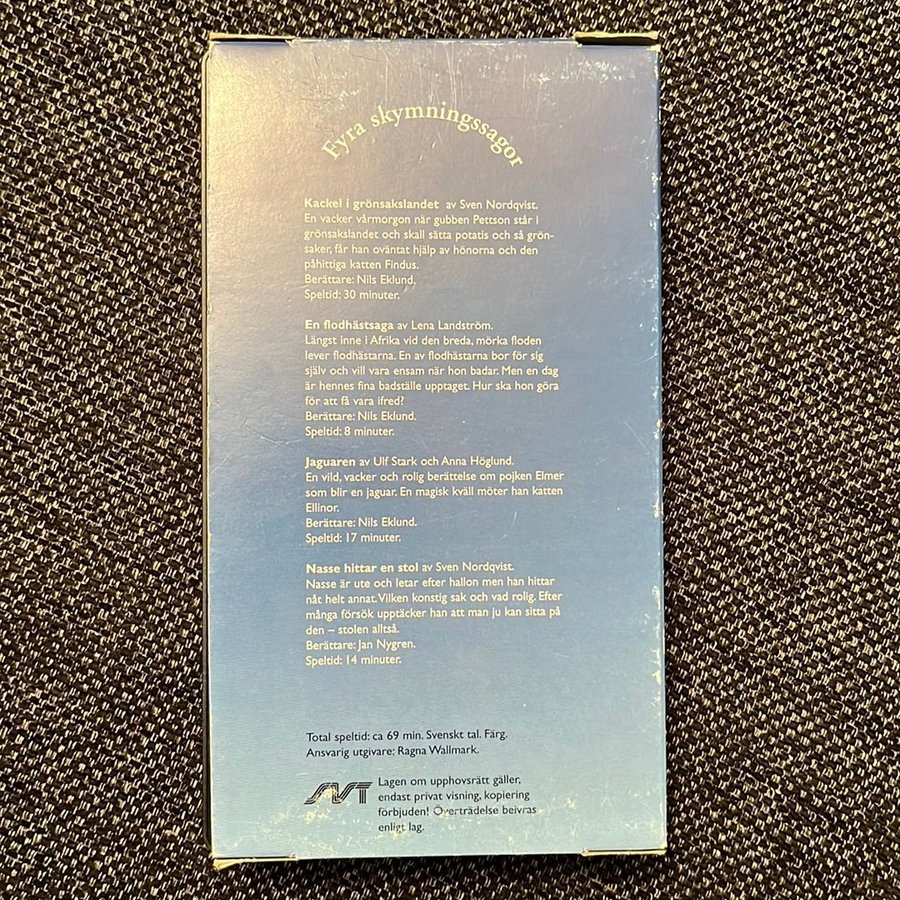 Fyra skymningssagor
Kackel i grönsakslandet av Sven Nordqvist.
En vacker vårmorgon när gubben Pettson står i
grönsakslandet och skall sätta potatis och så grön-
saker, får han oväntat hjälp av hönorna och den
påhittiga katten Findus.
Berättare: Nils Eklund.
Speltid: 30 minuter.
En flodhästsaga av Lena Landström.
Längst inne i Afrika vid den breda, mörka floden
lever flodhästarna. En av flodhästarna bor för sig
själv och vill vara ensam när hon badar. Men en dag
är hennes fina badställe upptaget. Hur ska hon göra
för att få vara ifred?
Berättare: Nils Eklund.
Speltid: 8 minuter.
Jaguaren av Ulf Stark och Anna Höglund.
En vild, vacker och rolig berättelse om pojken Elmer
som blir en jaguar. En magisk kväll möter han katten
Ellinor.
Berättare: Nils Eklund.
Speltid: 17 minuter.
Nasse hittar en stol av Sven Nordqvist.
Nasse är ute och letar efter hallon men han hittar
nåt helt annat. Vilken konstig sak och vad rolig. Efter
många försök upptäcker han att man ju kan sitta på
den – stolen alltså.
Berättare: Jan Nygren.
Speltid: 14 minuter.
Total speltid: ca 69 min. Svenskt tal. Färg.
Ansvarig utgivare: Ragna Wallmark.
SVT
Lagen om upphovsrätt gäller,
endast privat visning, kopiering
förbjuden! Överträdelse beivras
enligt lag.